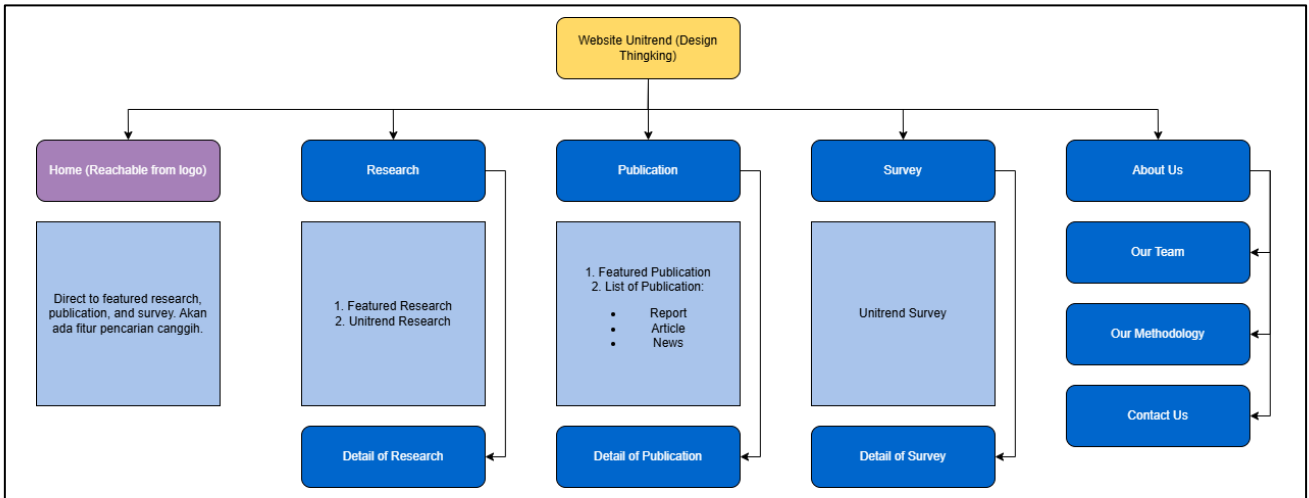 Website Unitrend (Design
Thingking)
Home (Reachable from logo)
Research
Publication
Survey
About Us
Direct to featured research,
publication, and survey. Akan
ada fitur pencarian canggih.
1. Featured Research
2. Unitrend Research
1. Featured Publication
2. List of Publication:
• Report
• Article
• News
Unitrend Survey
Our Team
Our Methodology
Contact Us
Detail of Research
Detail of Publication
Detail of Survey